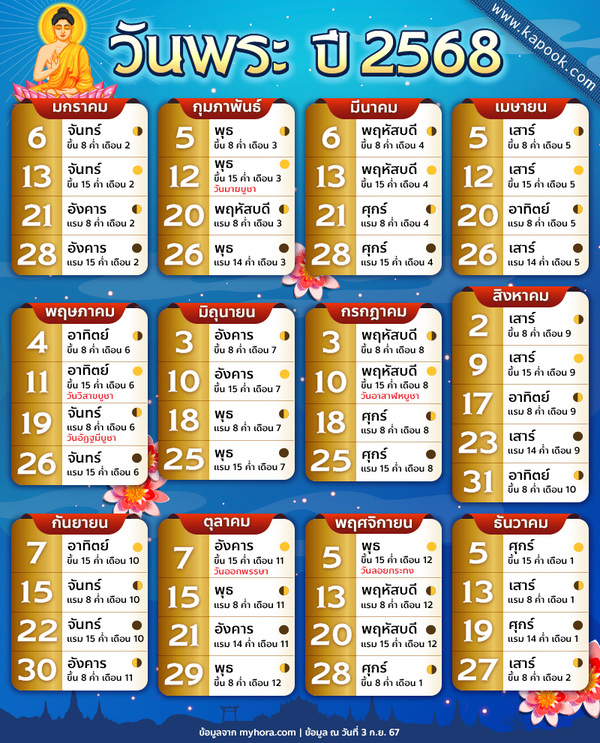 www.kapook.com
วันพระ ปี 2568
มกราคม
6 จันทร์
ขึ้น 8 ค่ำ เดือน 2
13 จันทร์
ขึ้น 15 ค่ำ เดือน 2
21 อังคาร
แรม 8 ค่ำ เดือน 2
28 อังคาร
แรม 15 ค่ำ เดือน 2
กุมภาพันธ์
5 พุธ
ขึ้น 8 ค่ำ เดือน 3
12 พุธ
ขึ้น 15 ค่ำ เดือน 3
วันมาฆบูชา
20 พฤหัสบดี
แรม 8 ค่ำ เดือน 3
26 พุธ
แรม 14 ค่ำ เดือน 3
มีนาคม
6 พฤหัสบดี
ขึ้น 8 ค่ำ เดือน 4
13 พฤหัสบดี
ขึ้น 15 ค่ำ เดือน 4
21 ศุกร์
แรม 8 ค่ำ เดือน 4
28 ศุกร์
แรม 15 ค่ำ เดือน 4
เมษายน
5 เสาร์
ขึ้น 8 ค่ำ เดือน 5
12 เสาร์
ขึ้น 15 ค่ำ เดือน 5
20 อาทิตย์
แรม 8 ค่ำ เดือน 5
26 เสาร์
แรม 14 ค่ำ เดือน 5
พฤษภาคม
4 อาทิตย์
ขึ้น 8 ค่ำ เดือน 6
11 อาทิตย์
ขึ้น 15 ค่ำ เดือน 6
วันวิสาขบูชา
19 จันทร์
แรม 8 ค่ำ เดือน 6
วันอัฏฐมีบูชา
26 จันทร์
แรม 15 ค่ำ เดือน 6
มิถุนายน
3 อังคาร
ขึ้น 8 ค่ำ เดือน 7
10 อังคาร
ขึ้น 15 ค่ำ เดือน 7
18 พุธ
แรม 8 ค่ำ เดือน 7
25 พุธ
แรม 15 ค่ำ เดือน 7
กรกฎาคม
3 พฤหัสบดี
ขึ้น 8 ค่ำ เดือน 8
10 พฤหัสบดี
ขึ้น 15 ค่ำ เดือน 8
วันอาสาฬหบูชา
18 ศุกร์
แรม 8 ค่ำ เดือน 8
25 ศุกร์
แรม 15 ค่ำ เดือน 8
สิงหาคม
2 เสาร์
ขึ้น 8 ค่ำ เดือน 9
9 เสาร์
ขึ้น 15 ค่ำ เดือน 9
17 อาทิตย์
แรม 8 ค่ำ เดือน 9
23 เสาร์
แรม 14 ค่ำ เดือน 9
31 อาทิตย์
ขึ้น 8 ค่ำ เดือน 10
กันยายน
7 อาทิตย์
ขึ้น 15 ค่ำ เดือน 10
15 จันทร์
แรม 8 ค่ำ เดือน 10
22 จันทร์
แรม 15 ค่ำ เดือน 10
30 อังคาร
ขึ้น 8 ค่ำ เดือน 11
ตุลาคม
7 อังคาร
ขึ้น 15 ค่ำ เดือน 11
วันออกพรรษา
15 พุธ
แรม 8 ค่ำ เดือน 11
21 อังคาร
แรม 14 ค่ำ เดือน 11
29 พุธ
ขึ้น 8 ค่ำ เดือน 12
พฤศจิกายน
5 พุธ
ขึ้น 15 ค่ำ เดือน 12
วันลอยกระทง
13 พฤหัสบดี
แรม 8 ค่ำ เดือน 12
20 พฤหัสบดี
แรม 15 ค่ำ เดือน 12
28 ศุกร์
ขึ้น 8 ค่ำ เดือน 1
ธันวาคม
5 ศุกร์
ขึ้น 15 ค่ำ เดือน 1
13 เสาร์
แรม 8 ค่ำ เดือน 1
19 ศุกร์
แรม 14 ค่ำ เดือน 1
27 เสาร์
ขึ้น 8 ค่ำ เดือน 2
ข้อมูลจาก myhora.com | ข้อมูล ณ วันที่ 3 ก.ย. 67